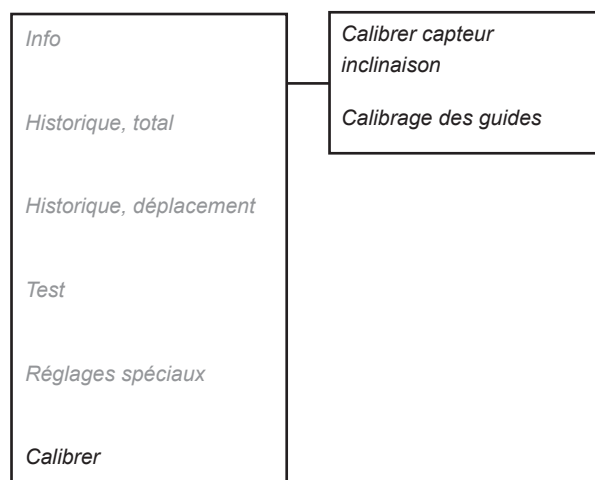 Info
Historique, total
Historique, déplacement
Test
Réglages spéciaux
Calibrer
Calibrer capteur
inclinaison
Calibrage des guides